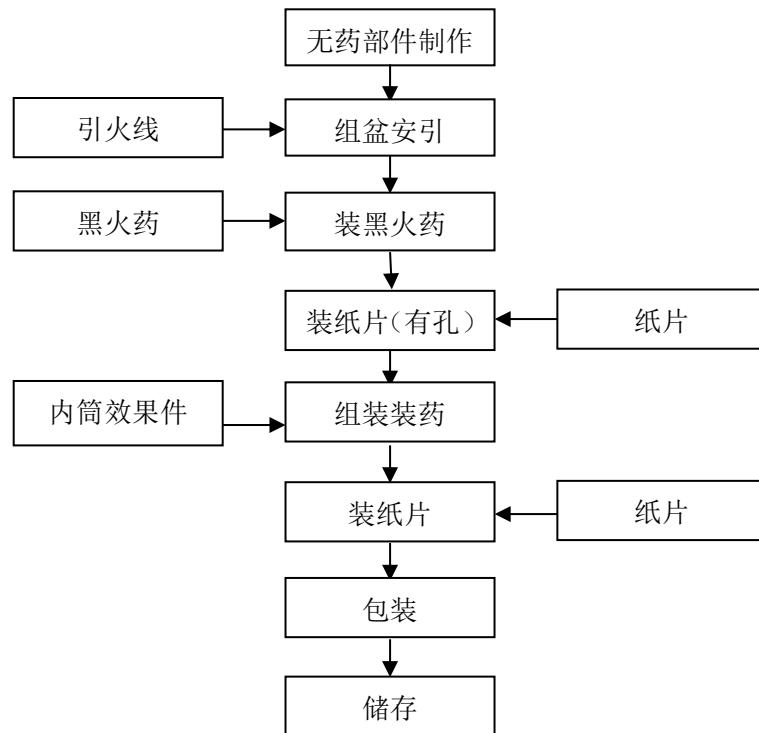 无药部件制作
引火线
组盆安引
黑火药
装黑火药
装纸片(有孔)
纸片
内筒效果件
组装装药
装纸片
纸片
包装
储存